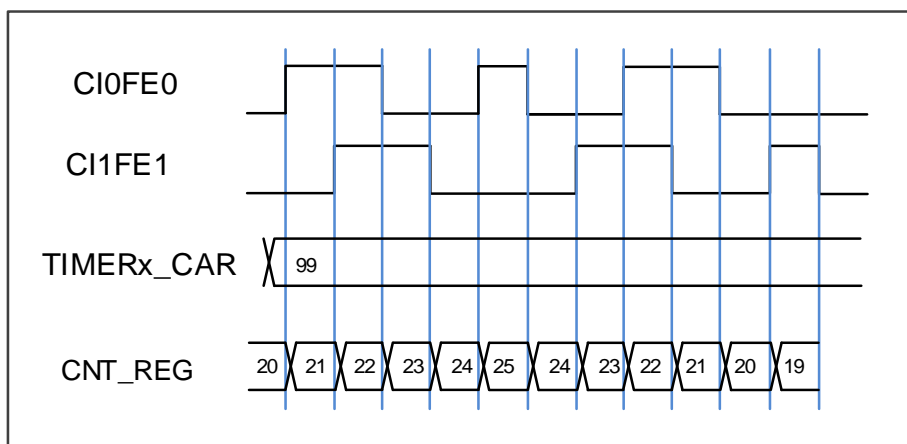 CI0FE0
CI1FE1
TIMERx_CAR 99
CNT_REG 20 21 22 23 24 25 24 23 22 21 20 19